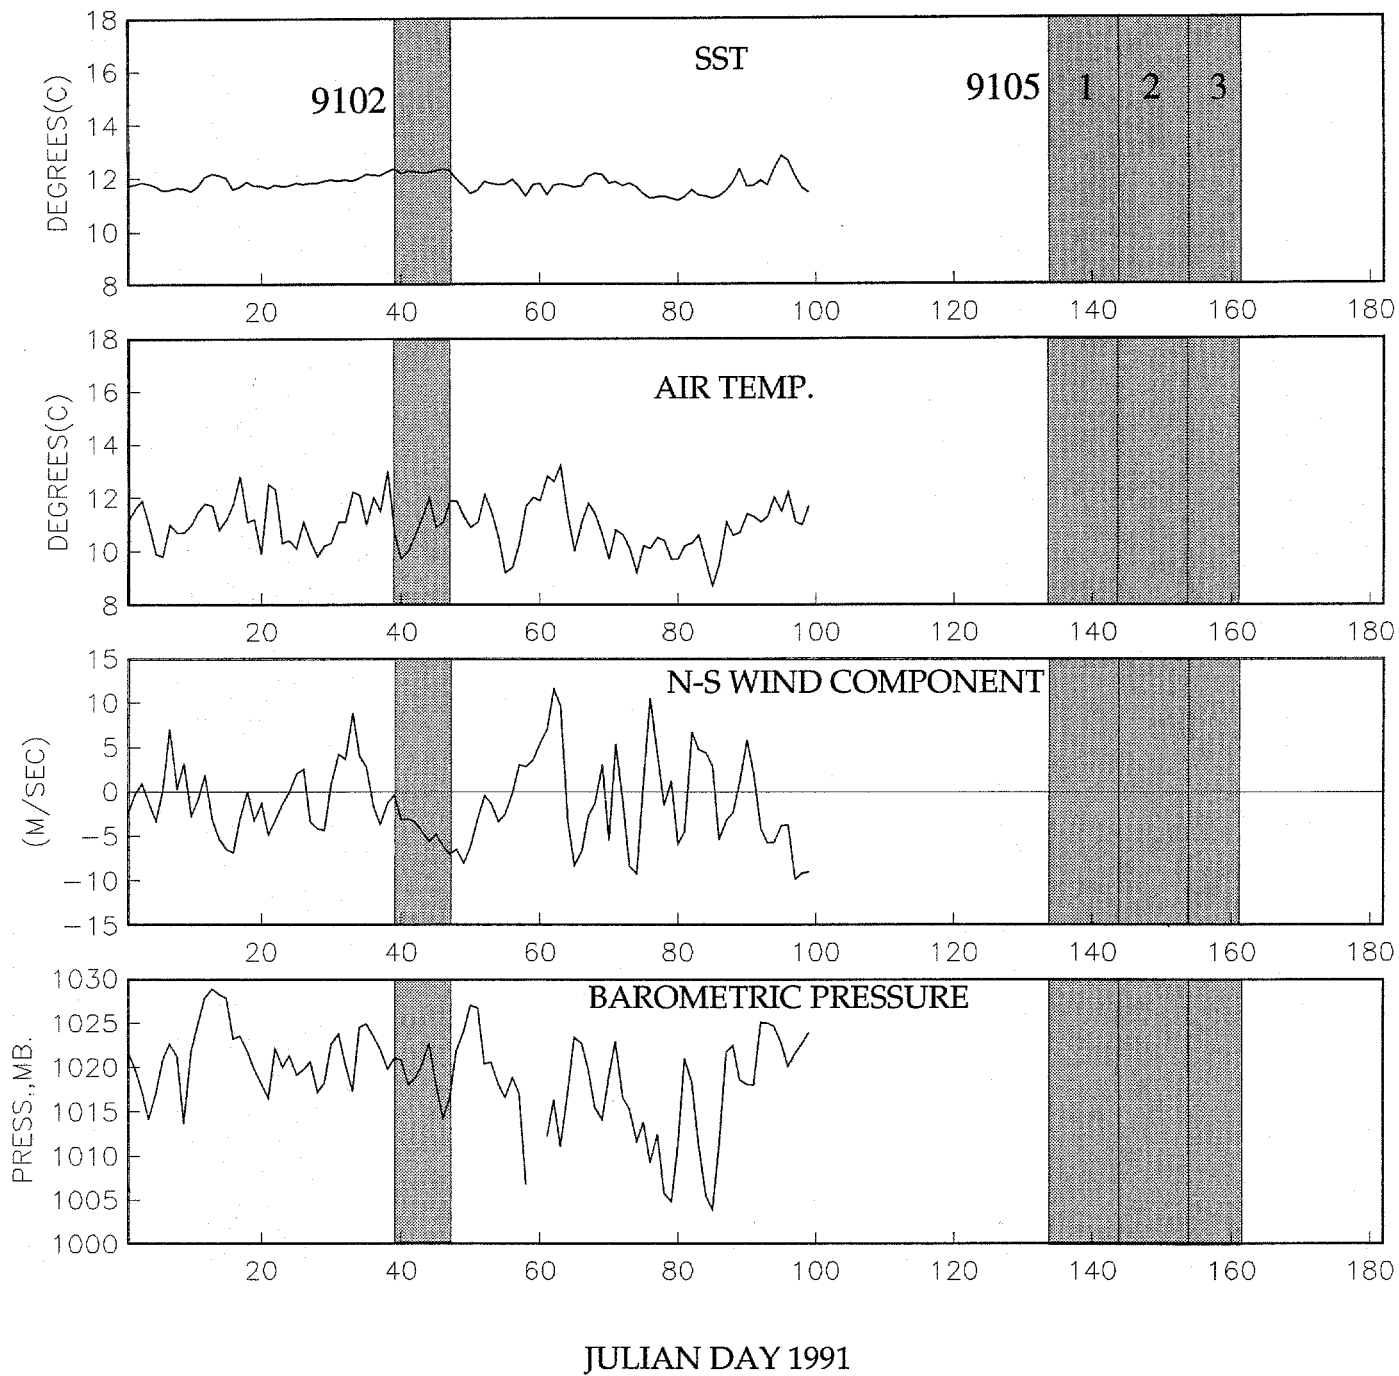 18
16
14
12
10
8
DEGREES(C)
SST
9102
9105
1
2
3
20 40 60 80 100 120 140 160 180
18
16
14
12
10
8
DEGREES(C)
AIR TEMP.
20 40 60 80 100 120 140 160 180
15
10
5
0
−5
−10
−15
(M/SEC)
N-S WIND COMPONENT
20 40 60 80 100 120 140 160 180
1030
1025
1020
1015
1010
1005
1000
PRESS.,MB.
BAROMETRIC PRESSURE
20 40 60 80 100 120 140 160 180
JULIAN DAY 1991